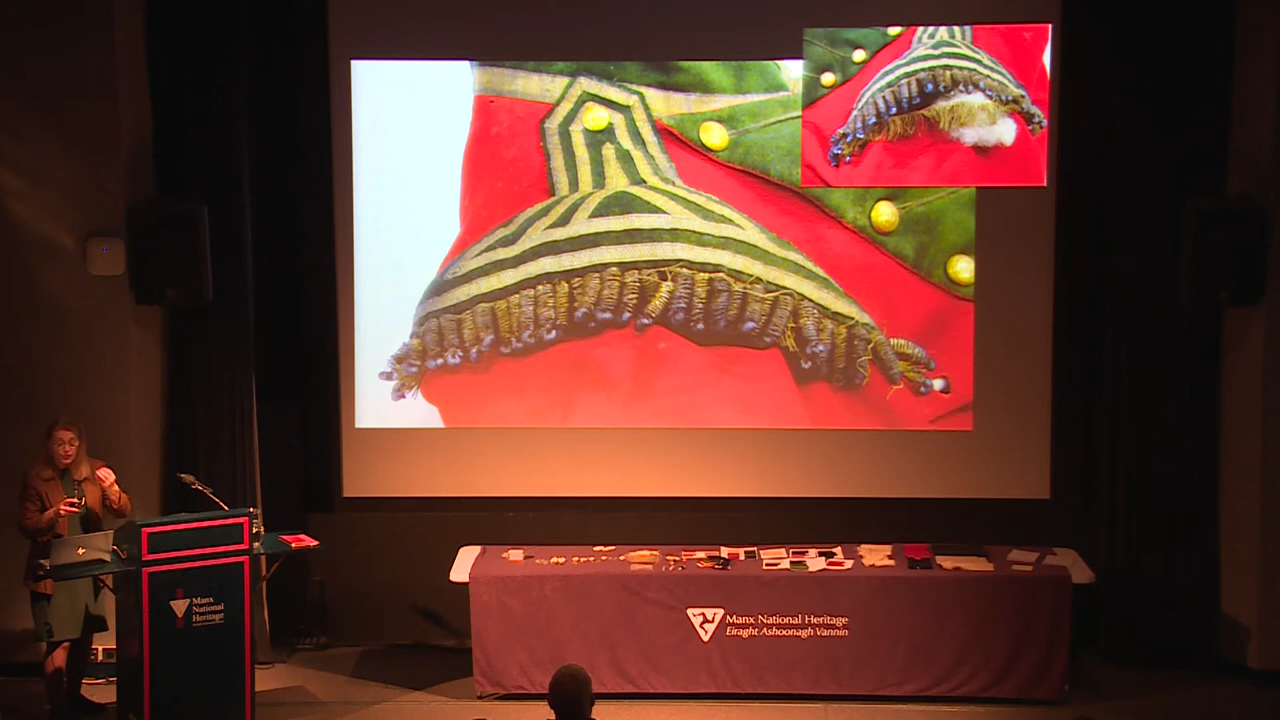 Manx
National
Heritage
Manx National Heritage
Eiraght Ashoonagh Vannin